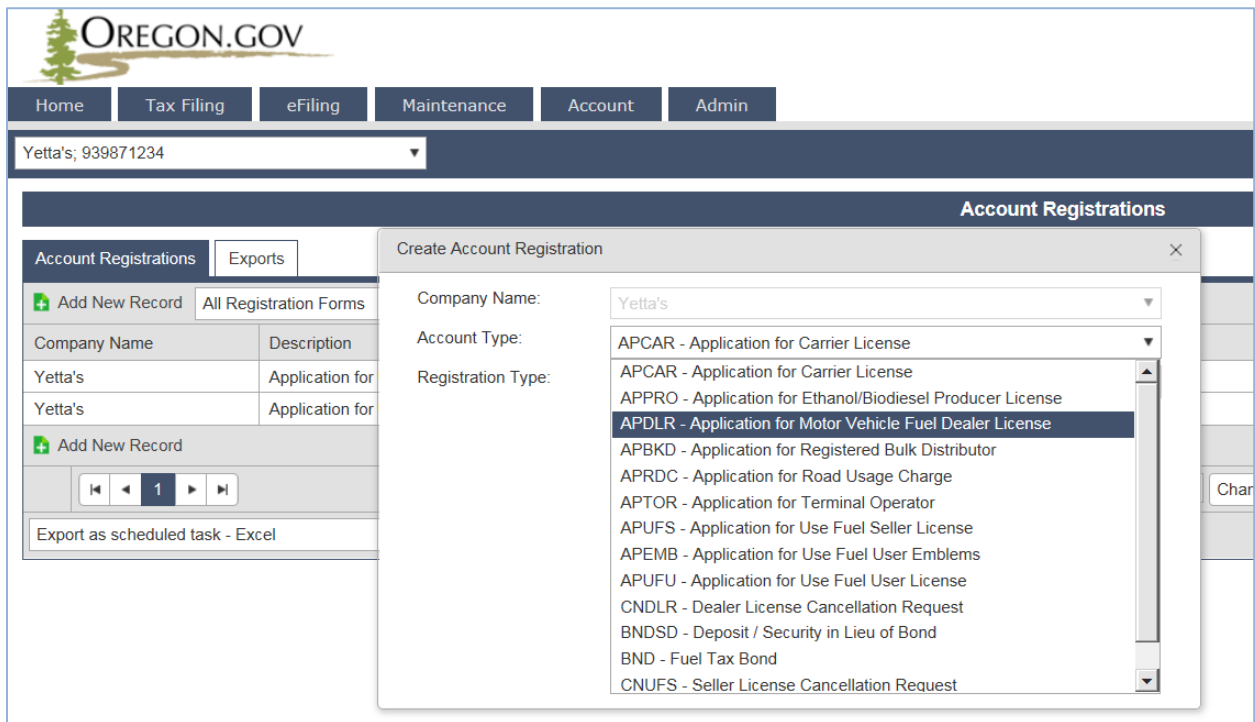 OREGON.GOV
Home Tax Filing eFiling Maintenance Account Admin
Yetta's; 939871234
Account Registrations
Account Registrations Exports
Add New Record All Registration Forms
Company Name Description
Yetta's Application for
Yetta's Application for
Add New Record
1
Chan
Export as scheduled task - Excel
Create Account Registration
Company Name: Yetta's
Account Type: APCAR - Application for Carrier License
Registration Type:
APCAR - Application for Carrier License
APPRO - Application for Ethanol/Biodiesel Producer License
APDLR - Application for Motor Vehicle Fuel Dealer License
APBKD - Application for Registered Bulk Distributor
APRDC - Application for Road Usage Charge
APTOR - Application for Terminal Operator
APUFS - Application for Use Fuel Seller License
APEMB - Application for Use Fuel User Emblems
APUFU - Application for Use Fuel User License
CNDLR - Dealer License Cancellation Request
BNDSD - Deposit / Security in Lieu of Bond
BND - Fuel Tax Bond
CNUFS - Seller License Cancellation Request